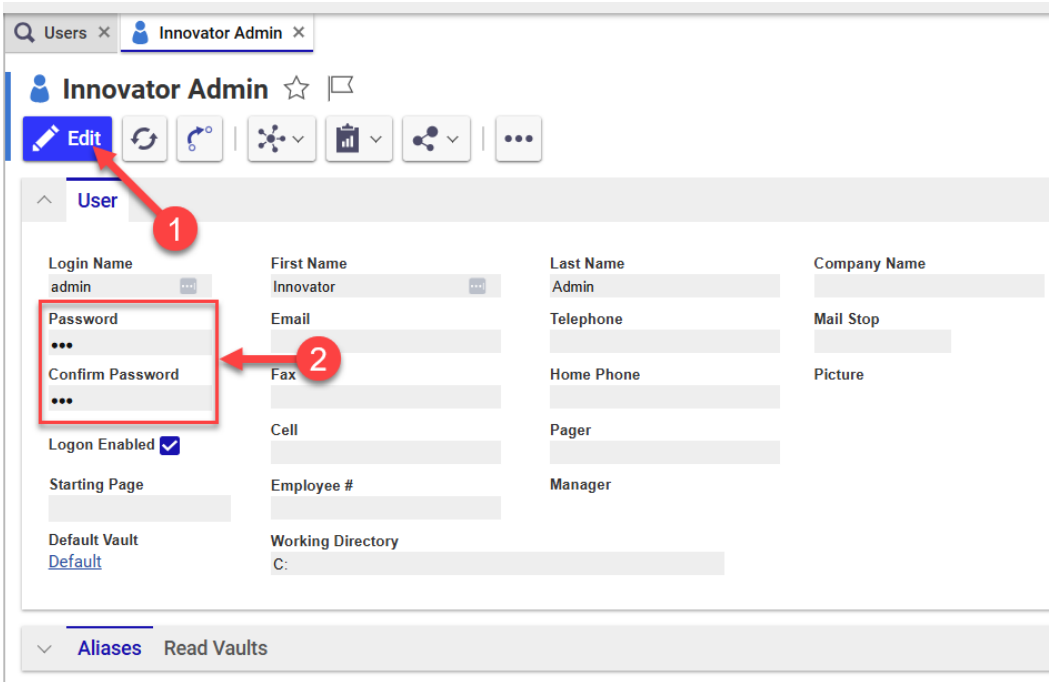 Users × Innovator Admin ×
Innovator Admin
Edit
1
User
Login Name First Name Last Name Company Name
admin Innovator Admin
Password Email Telephone Mail Stop
•••
2
Confirm Password Fax Home Phone Picture
•••
Cell Pager
Logon Enabled
Starting Page Employee # Manager
Default Vault Working Directory
Default C:
Aliases Read Vaults